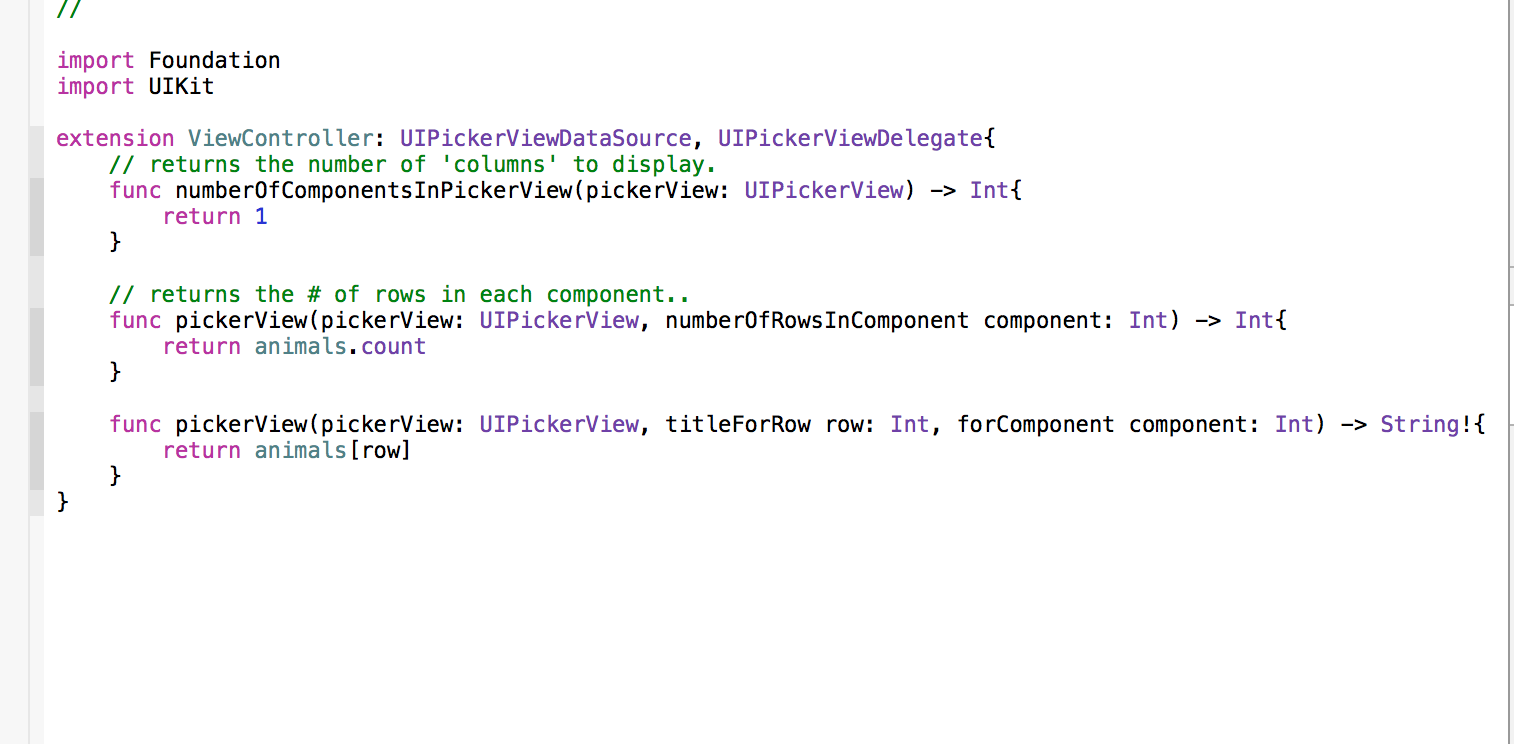 //
import Foundation
import UIKit
extension ViewController: UIPickerViewDataSource, UIPickerViewDelegate{
    // returns the number of 'columns' to display.
    func numberOfComponentsInPickerView(pickerView: UIPickerView) -> Int{
        return 1
    }
    // returns the # of rows in each component..
    func pickerView(pickerView: UIPickerView, numberOfRowsInComponent component: Int) -> Int{
        return animals.count
    }
    func pickerView(pickerView: UIPickerView, titleForRow row: Int, forComponent component: Int) -> String!{
        return animals[row]
    }
}